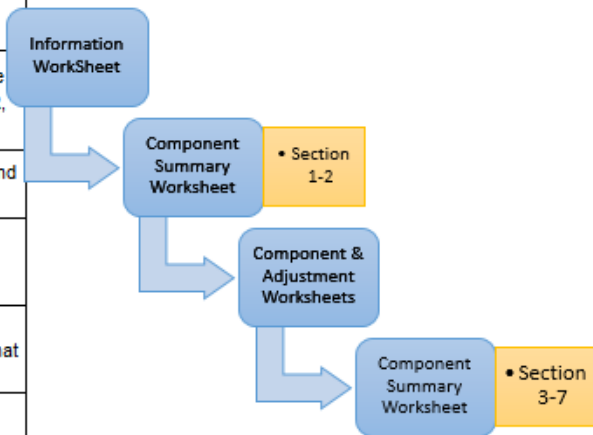 Information
WorkSheet
Component
Summary
Worksheet
• Section
1-2
Component &
Adjustment
Worksheets
Component
Summary
Worksheet
• Section
3-7